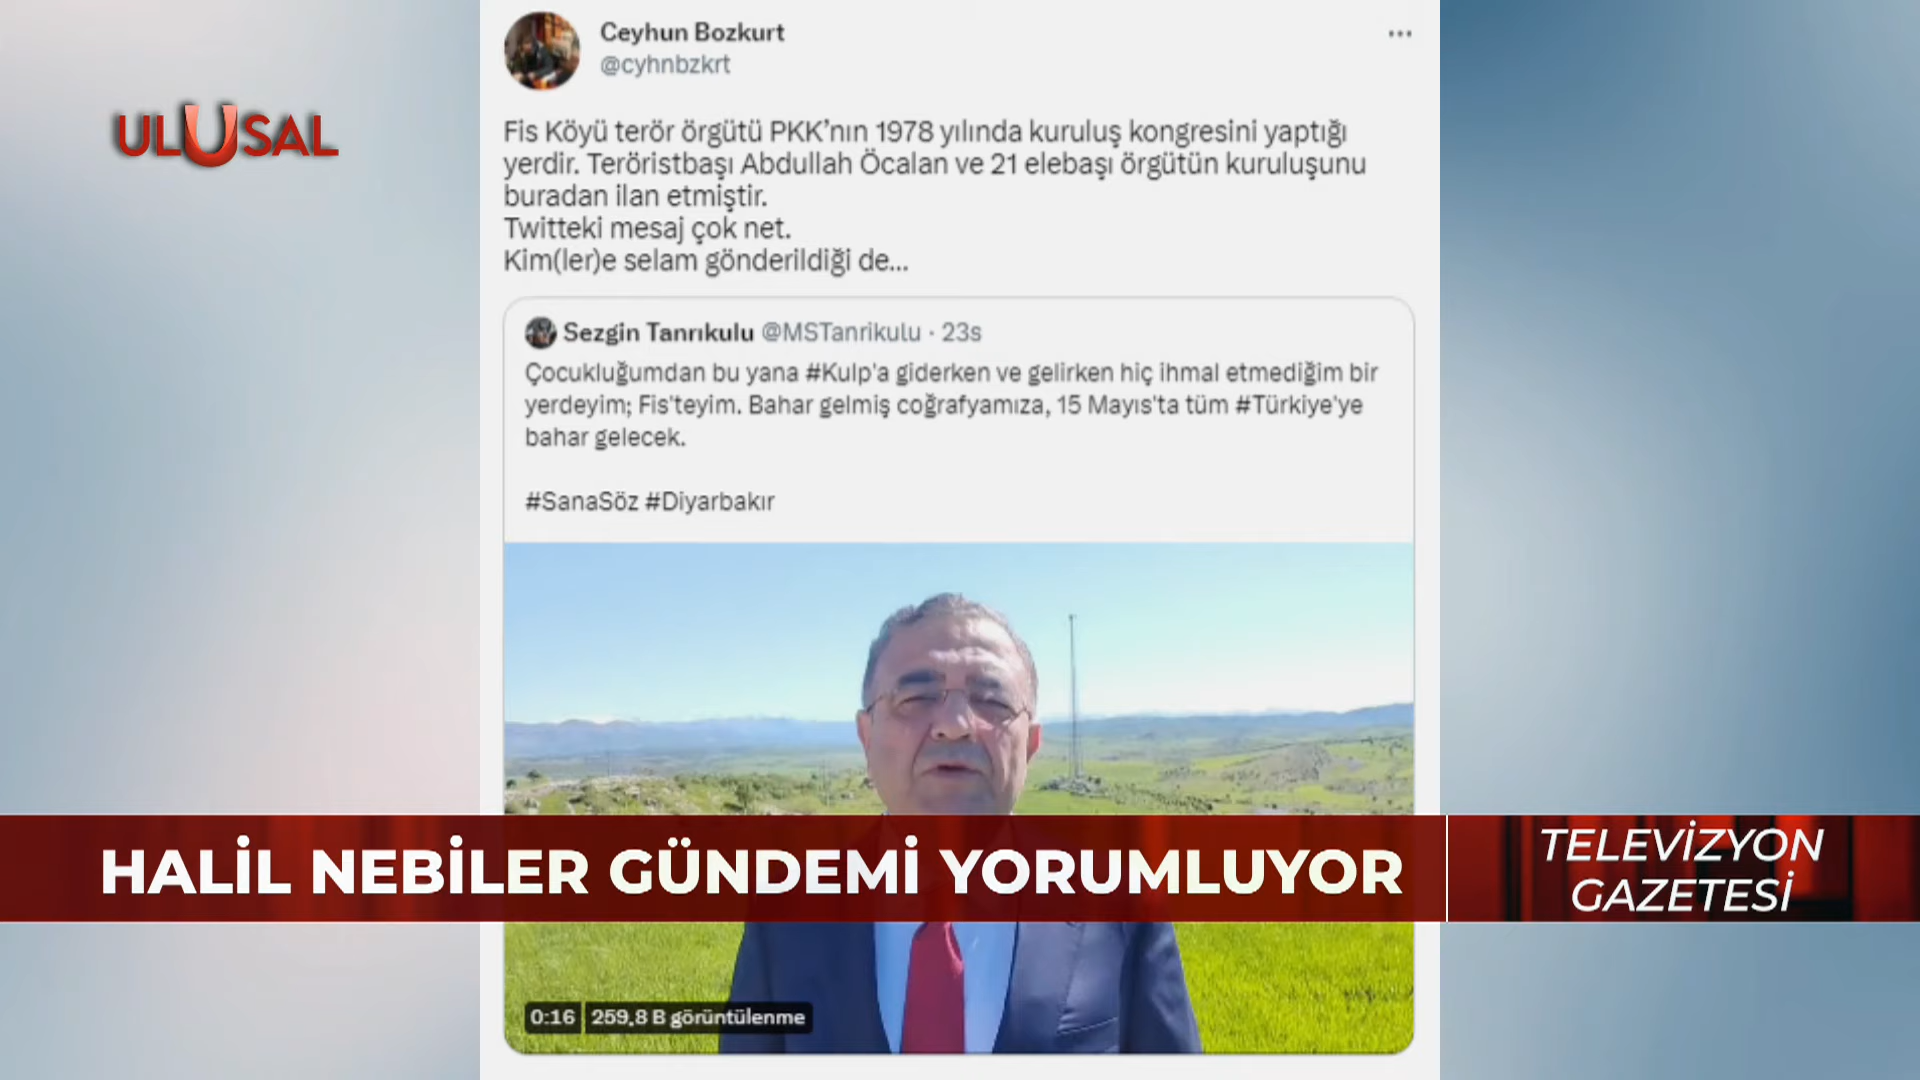 Ceyhun Bozkurt
@cyhnbzkrt
ULUSAL
Fis Köyü terör örgütü PKK’nın 1978 yılında kuruluş kongresini yaptığı
yerdir. Teröristbaşı Abdullah Öcalan ve 21 elebaşı örgütün kuruluşunu
buradan ilan etmiştir.
Twitteki mesaj çok net.
Kim(ler)e selam gönderildiği de...
Sezgin Tanrıkulu @MSTanrikulu · 23s
Çocukluğumdan bu yana #Kulp'a giderken ve gelirken hiç ihmal etmediğim bir
yerdeyim; Fis'teyim. Bahar gelmiş coğrafyamıza, 15 Mayıs'ta tüm #Türkiye'ye
bahar gelecek.
#SanaSöz #Diyarbakır
HALİL NEBİLER GÜNDEMİ YORUMLUYOR
TELEVİZYON
GAZETESİ
0:16 259,8 B görüntülenme